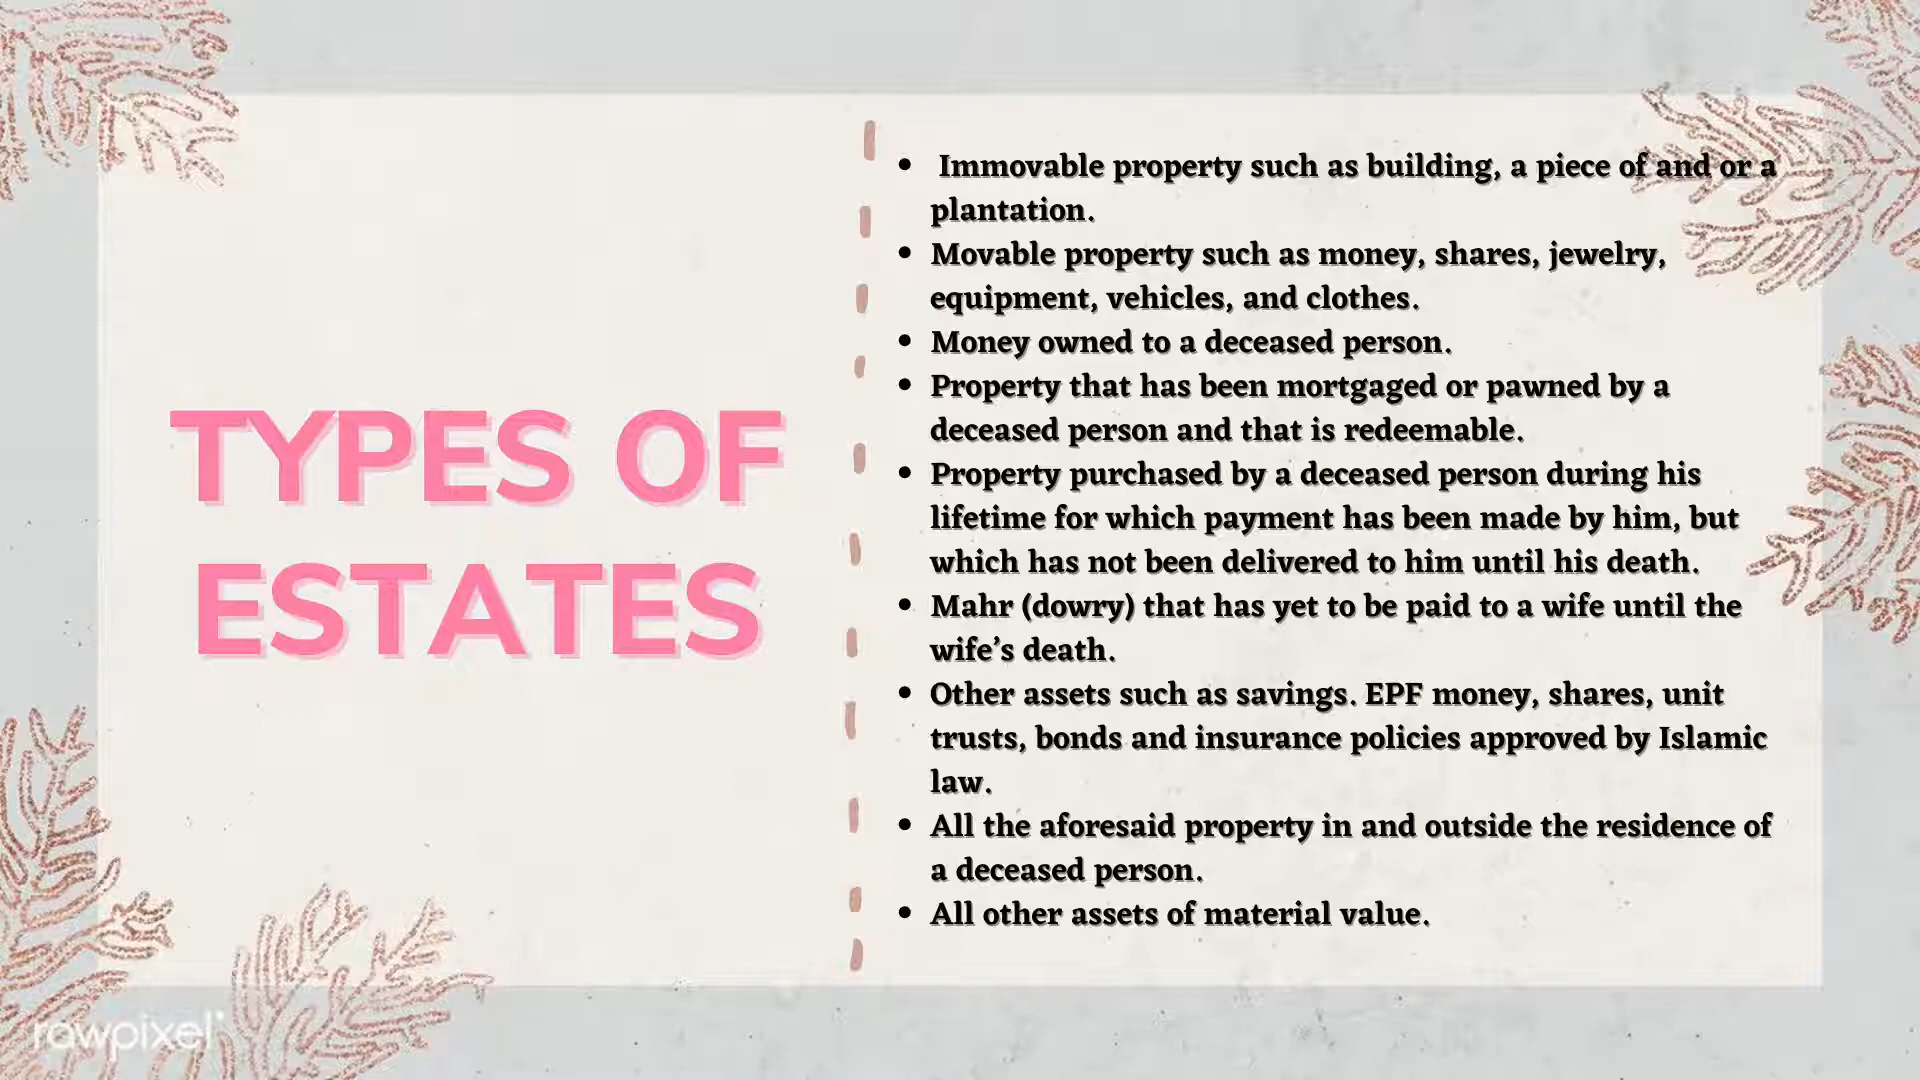 TYPES OF
ESTATES
• Immovable property such as building, a piece of and or a
plantation.
• Movable property such as money, shares, jewelry,
equipment, vehicles, and clothes.
• Money owned to a deceased person.
• Property that has been mortgaged or pawned by a
deceased person and that is redeemable.
• Property purchased by a deceased person during his
lifetime for which payment has been made by him, but
which has not been delivered to him until his death.
• Mahr (dowry) that has yet to be paid to a wife until the
wife’s death.
• Other assets such as savings. EPF money, shares, unit
trusts, bonds and insurance policies approved by Islamic
law.
• All the aforesaid property in and outside the residence of
a deceased person.
• All other assets of material value.
rawpixel